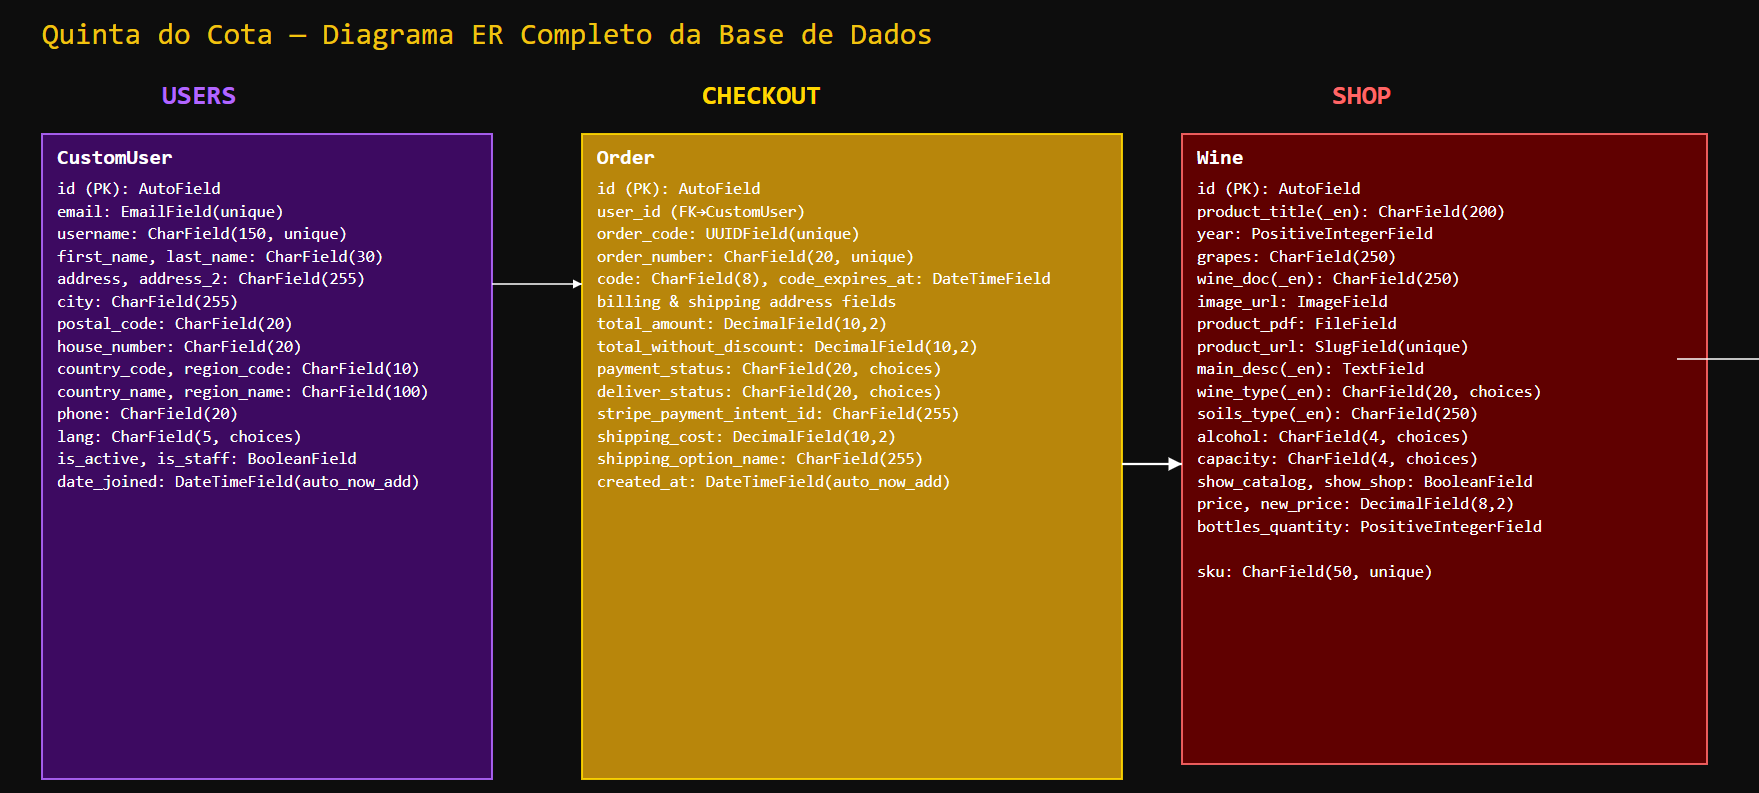 Quinta do Cota — Diagrama ER Completo da Base de Dados
USERS
CustomUser
id (PK): AutoField
email: EmailField(unique)
username: CharField(150, unique)
first_name, last_name: CharField(30)
address, address_2: CharField(255)
city: CharField(255)
postal_code: CharField(20)
house_number: CharField(20)
country_code, region_code: CharField(10)
country_name, region_name: CharField(100)
phone: CharField(20)
lang: CharField(5, choices)
is_active, is_staff: BooleanField
date_joined: DateTimeField(auto_now_add)
CHECKOUT
Order
id (PK): AutoField
user_id (FK→CustomUser)
order_code: UUIDField(unique)
order_number: CharField(20, unique)
code: CharField(8), code_expires_at: DateTimeField
billing & shipping address fields
total_amount: DecimalField(10,2)
total_without_discount: DecimalField(10,2)
payment_status: CharField(20, choices)
deliver_status: CharField(20, choices)
stripe_payment_intent_id: CharField(255)
shipping_cost: DecimalField(10,2)
shipping_option_name: CharField(255)
created_at: DateTimeField(auto_now_add)
SHOP
Wine
id (PK): AutoField
product_title(_en): CharField(200)
year: PositiveIntegerField
grapes: CharField(250)
wine_doc(_en): CharField(250)
image_url: ImageField
product_pdf: FileField
product_url: SlugField(unique)
main_desc(_en): TextField
wine_type(_en): CharField(20, choices)
soils_type(_en): CharField(250)
alcohol: CharField(4, choices)
capacity: CharField(4, choices)
show_catalog, show_shop: BooleanField
price, new_price: DecimalField(8,2)
bottles_quantity: PositiveIntegerField
sku: CharField(50, unique)